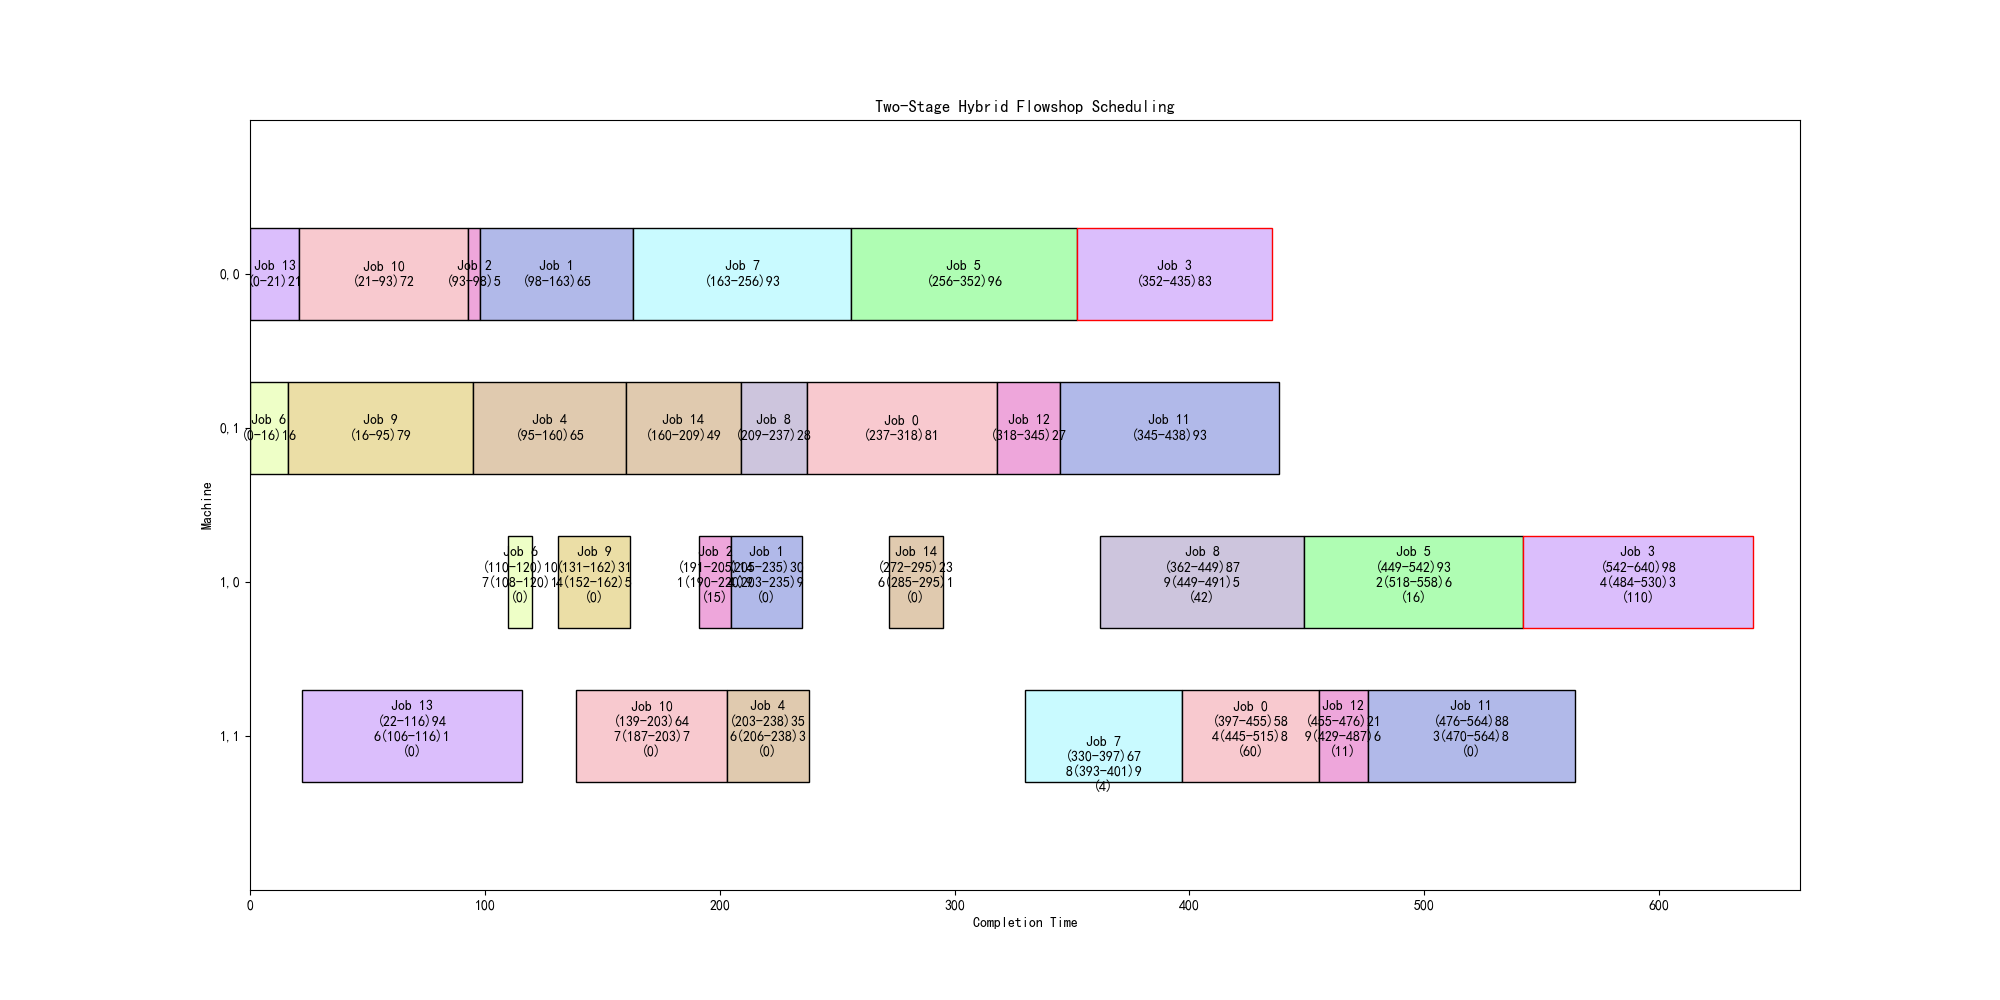 Two-Stage Hybrid Flowshop Scheduling
Machine
0,0
Job 13
(0-21)21
Job 10
(21-93)72
Job 2
(93-98)5
Job 1
(98-163)65
Job 7
(163-256)93
Job 5
(256-352)96
Job 3
(352-435)83
0,1
Job 6
(0-16)16
Job 9
(16-95)79
Job 4
(95-160)65
Job 14
(160-209)49
Job 8
(209-237)28
Job 0
(237-318)81
Job 12
(318-345)27
Job 11
(345-438)93
1,0
Job 6
(110-120)10
7(108-120)1
(0)
Job 9
(131-162)31
4(152-162)5
(0)
Job 2
(191-205)14
(15)
Job 1
(205-235)30
(0)
Job 14
(272-295)23
6(285-295)1
(0)
Job 8
(362-449)87
9(449-491)5
(42)
Job 5
(449-542)93
2(518-558)6
(16)
Job 3
(542-640)98
4(484-530)3
(110)
1,1
Job 13
(22-116)94
6(106-116)1
(0)
Job 10
(139-203)64
7(187-203)7
(0)
Job 4
(203-238)35
6(206-238)3
(0)
Job 7
(330-397)67
8(393-401)9
(4)
Job 0
(397-455)58
4(445-515)8
(60)
Job 12
(455-476)21
9(429-487)6
(11)
Job 11
(476-564)88
3(470-564)8
(0)
0
100
200
300
400
500
600
Completion Time